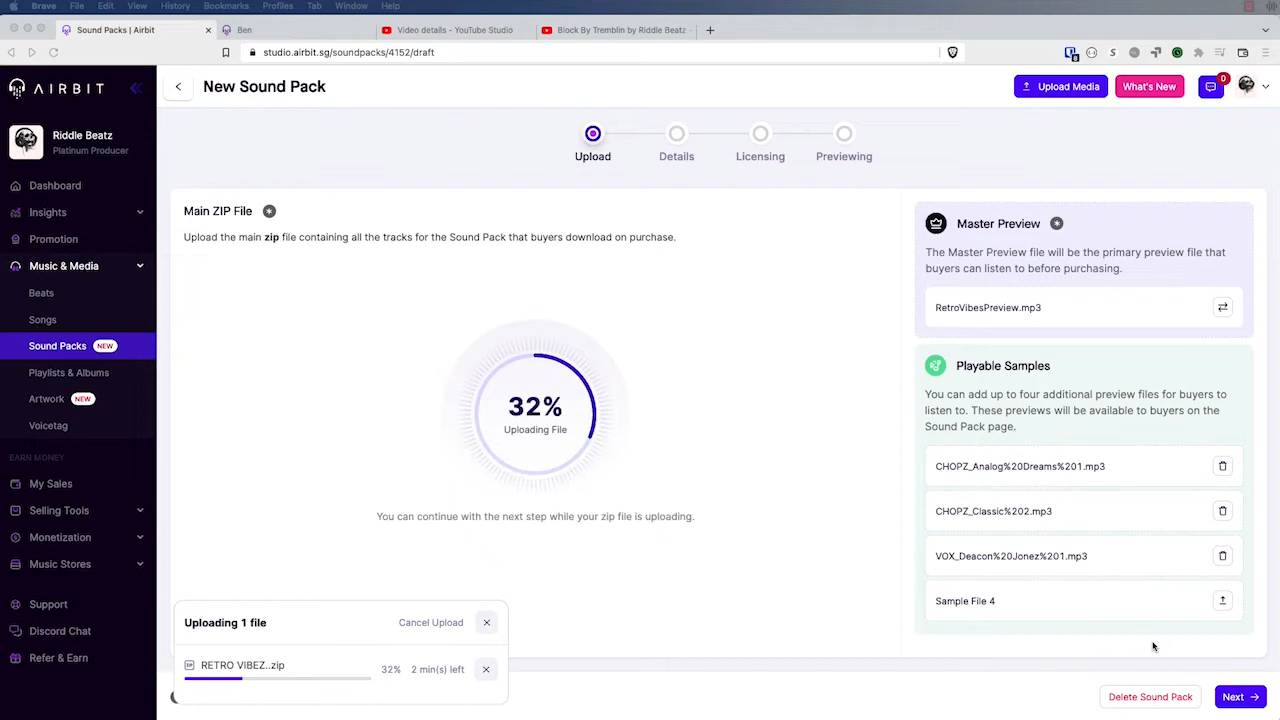 Brave File Edit View History Bookmarks Profiles Tab Window Help
Sound Packs | Airbit
Ben
Video details - YouTube Studio
Block By Tremblin by Riddle Beatz
studio.airbit.sg/soundpacks/4152/draft
AIRBIT
New Sound Pack
Upload Media
What's New
0
Riddle Beatz
Platinum Producer
Upload
Details
Licensing
Previewing
Dashboard
Insights
Promotion
Music & Media
Beats
Songs
Sound Packs NEW
Playlists & Albums
Artwork NEW
Voicetag
EARN MONEY
My Sales
Selling Tools
Monetization
Music Stores
Support
Discord Chat
Refer & Earn
Main ZIP File
Upload the main zip file containing all the tracks for the Sound Pack that buyers download on purchase.
32%
Uploading File
You can continue with the next step while your zip file is uploading.
Master Preview
The Master Preview file will be the primary preview file that
buyers can listen to before purchasing.
RetroVibesPreview.mp3
Playable Samples
You can add up to four additional preview files for buyers to
listen to. These previews will be available to buyers on the
Sound Pack page.
CHOPZ_Analog%20Dreams%201.mp3
CHOPZ_Classic%202.mp3
VOX_Deacon%20Jonez%201.mp3
Sample File 4
Uploading 1 file
Cancel Upload
RETRO VIBEZ..zip
32% 2 min(s) left
Delete Sound Pack
Next